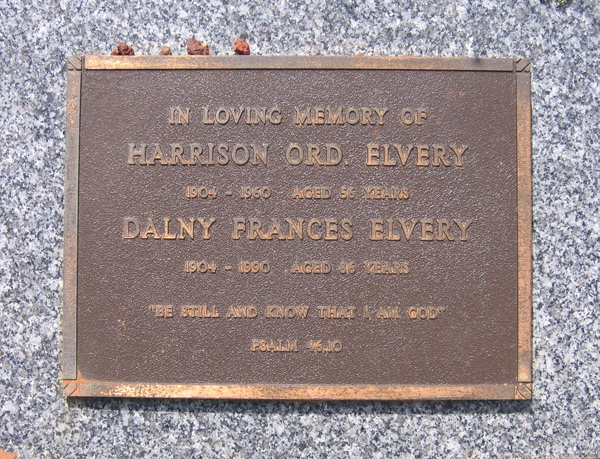 IN LOVING MEMORY OF
HARRISON ORD. ELVERY
1904 - 1960 AGED 56 YEARS
DALNY FRANCES ELVERY
1904 - 1990 AGED 86 YEARS
"BE STILL AND KNOW THAT I AM GOD"
PSALM 46.10